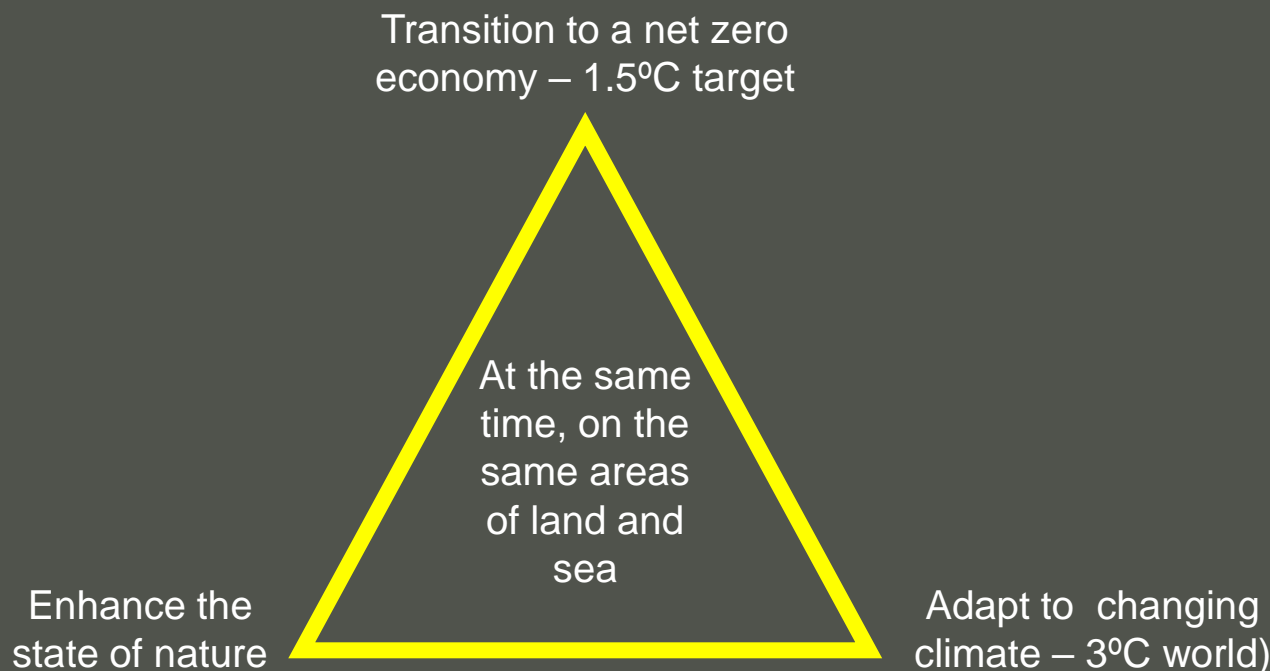 Transition to a net zero
economy – 1.5ºC target
At the same
time, on the
same areas
of land and
sea
Enhance the
state of nature
Adapt to  changing
climate – 3ºC world)